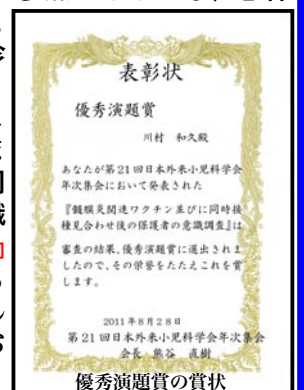 表彰状
優秀演題賞
川村 和久殿
あなたが第21回日本外来小児科学会
年次集会において発表された
『髄膜炎関連ワクチン並びに同時接
種見合わせ後の保護者の意識調査』は
審査の結果、優秀演題賞に選出されま
したので、その栄誉をたたえこれを賞
します。
2011年8月28日
第21回日本外来小児科学会年次集会
会長 熊谷 直樹
優秀演題賞の賞状